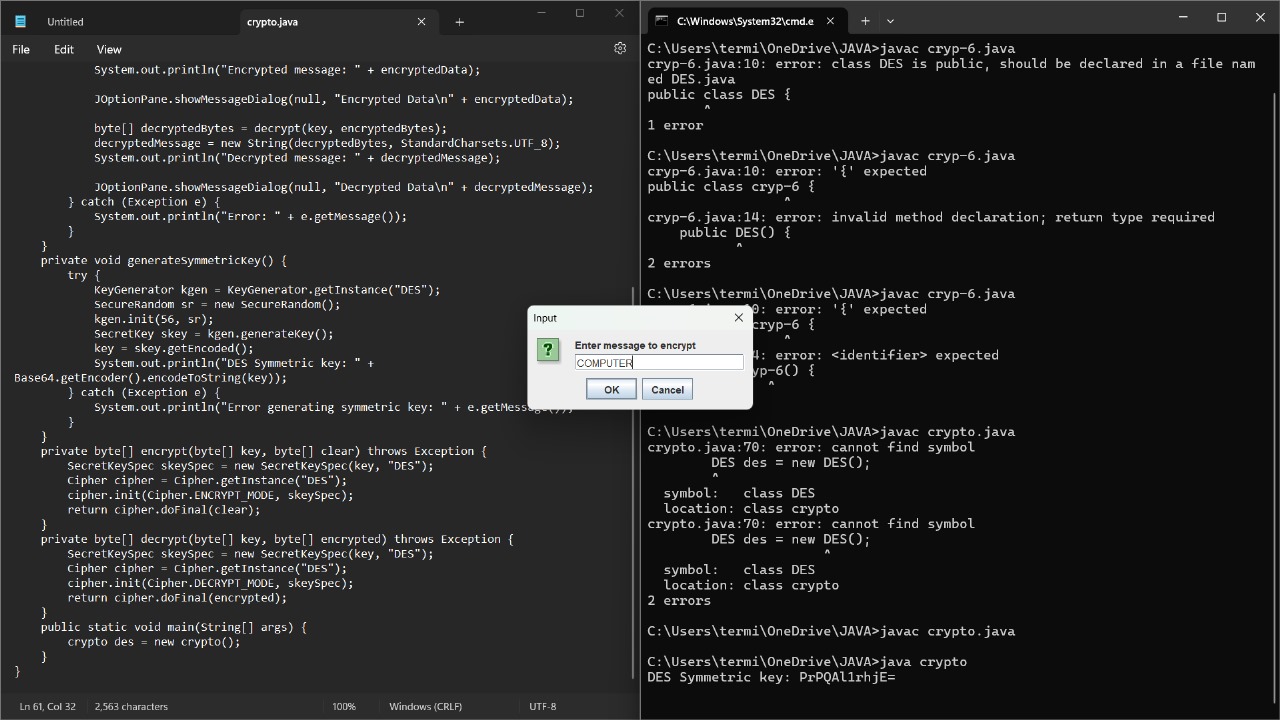 Untitled
crypto.java
File Edit View
System.out.println("Encrypted message: " + encryptedData);
JOptionPane.showMessageDialog(null, "Encrypted Data\n" + encryptedData);
byte[] decryptedBytes = decrypt(key, encryptedBytes);
decryptedMessage = new String(decryptedBytes, StandardCharsets.UTF_8);
System.out.println("Decrypted message: " + decryptedMessage);
JOptionPane.showMessageDialog(null, "Decrypted Data\n" + decryptedMessage);
} catch (Exception e) {
System.out.println("Error: " + e.getMessage());
}
}
private void generateSymmetricKey() {
try {
KeyGenerator kgen = KeyGenerator.getInstance("DES");
SecureRandom sr = new SecureRandom();
kgen.init(56, sr);
SecretKey skey = kgen.generateKey();
key = skey.getEncoded();
System.out.println("DES Symmetric key: " +
Base64.getEncoder().encodeToString(key));
} catch (Exception e) {
System.out.println("Error generating symmetric key: " + e.getMess
}
}
private byte[] encrypt(byte[] key, byte[] clear) throws Exception {
SecretKeySpec skeySpec = new SecretKeySpec(key, "DES");
Cipher cipher = Cipher.getInstance("DES");
cipher.init(Cipher.ENCRYPT_MODE, skeySpec);
return cipher.doFinal(clear);
}
private byte[] decrypt(byte[] key, byte[] encrypted) throws Exception {
SecretKeySpec skeySpec = new SecretKeySpec(key, "DES");
Cipher cipher = Cipher.getInstance("DES");
cipher.init(Cipher.DECRYPT_MODE, skeySpec);
return cipher.doFinal(encrypted);
}
public static void main(String[] args) {
crypto des = new crypto();
}
}
Ln 61, Col 32 2,563 characters 100% Windows (CRLF) UTF-8
Input
Enter message to encrypt
COMPUTER
OK Cancel
C:\Windows\System32\cmd.e
C:\Users\termi\OneDrive\JAVA>javac cryp-6.java
cryp-6.java:10: error: class DES is public, should be declared in a file nam
ed DES.java
public class DES {
^
1 error
C:\Users\termi\OneDrive\JAVA>javac cryp-6.java
cryp-6.java:10: error: '{' expected
public class cryp-6 {
^
cryp-6.java:14: error: invalid method declaration; return type required
public DES() {
^
2 errors
C:\Users\termi\OneDrive\JAVA>javac cryp-6.java
0: error: '{' expected
cryp-6 {
^
4: error: <identifier> expected
yp-6() {
^
C:\Users\termi\OneDrive\JAVA>javac crypto.java
crypto.java:70: error: cannot find symbol
DES des = new DES();
^
symbol: class DES
location: class crypto
crypto.java:70: error: cannot find symbol
DES des = new DES();
^
symbol: class DES
location: class crypto
2 errors
C:\Users\termi\OneDrive\JAVA>javac crypto.java
C:\Users\termi\OneDrive\JAVA>java crypto
DES Symmetric key: PrPQAl1rhjE=